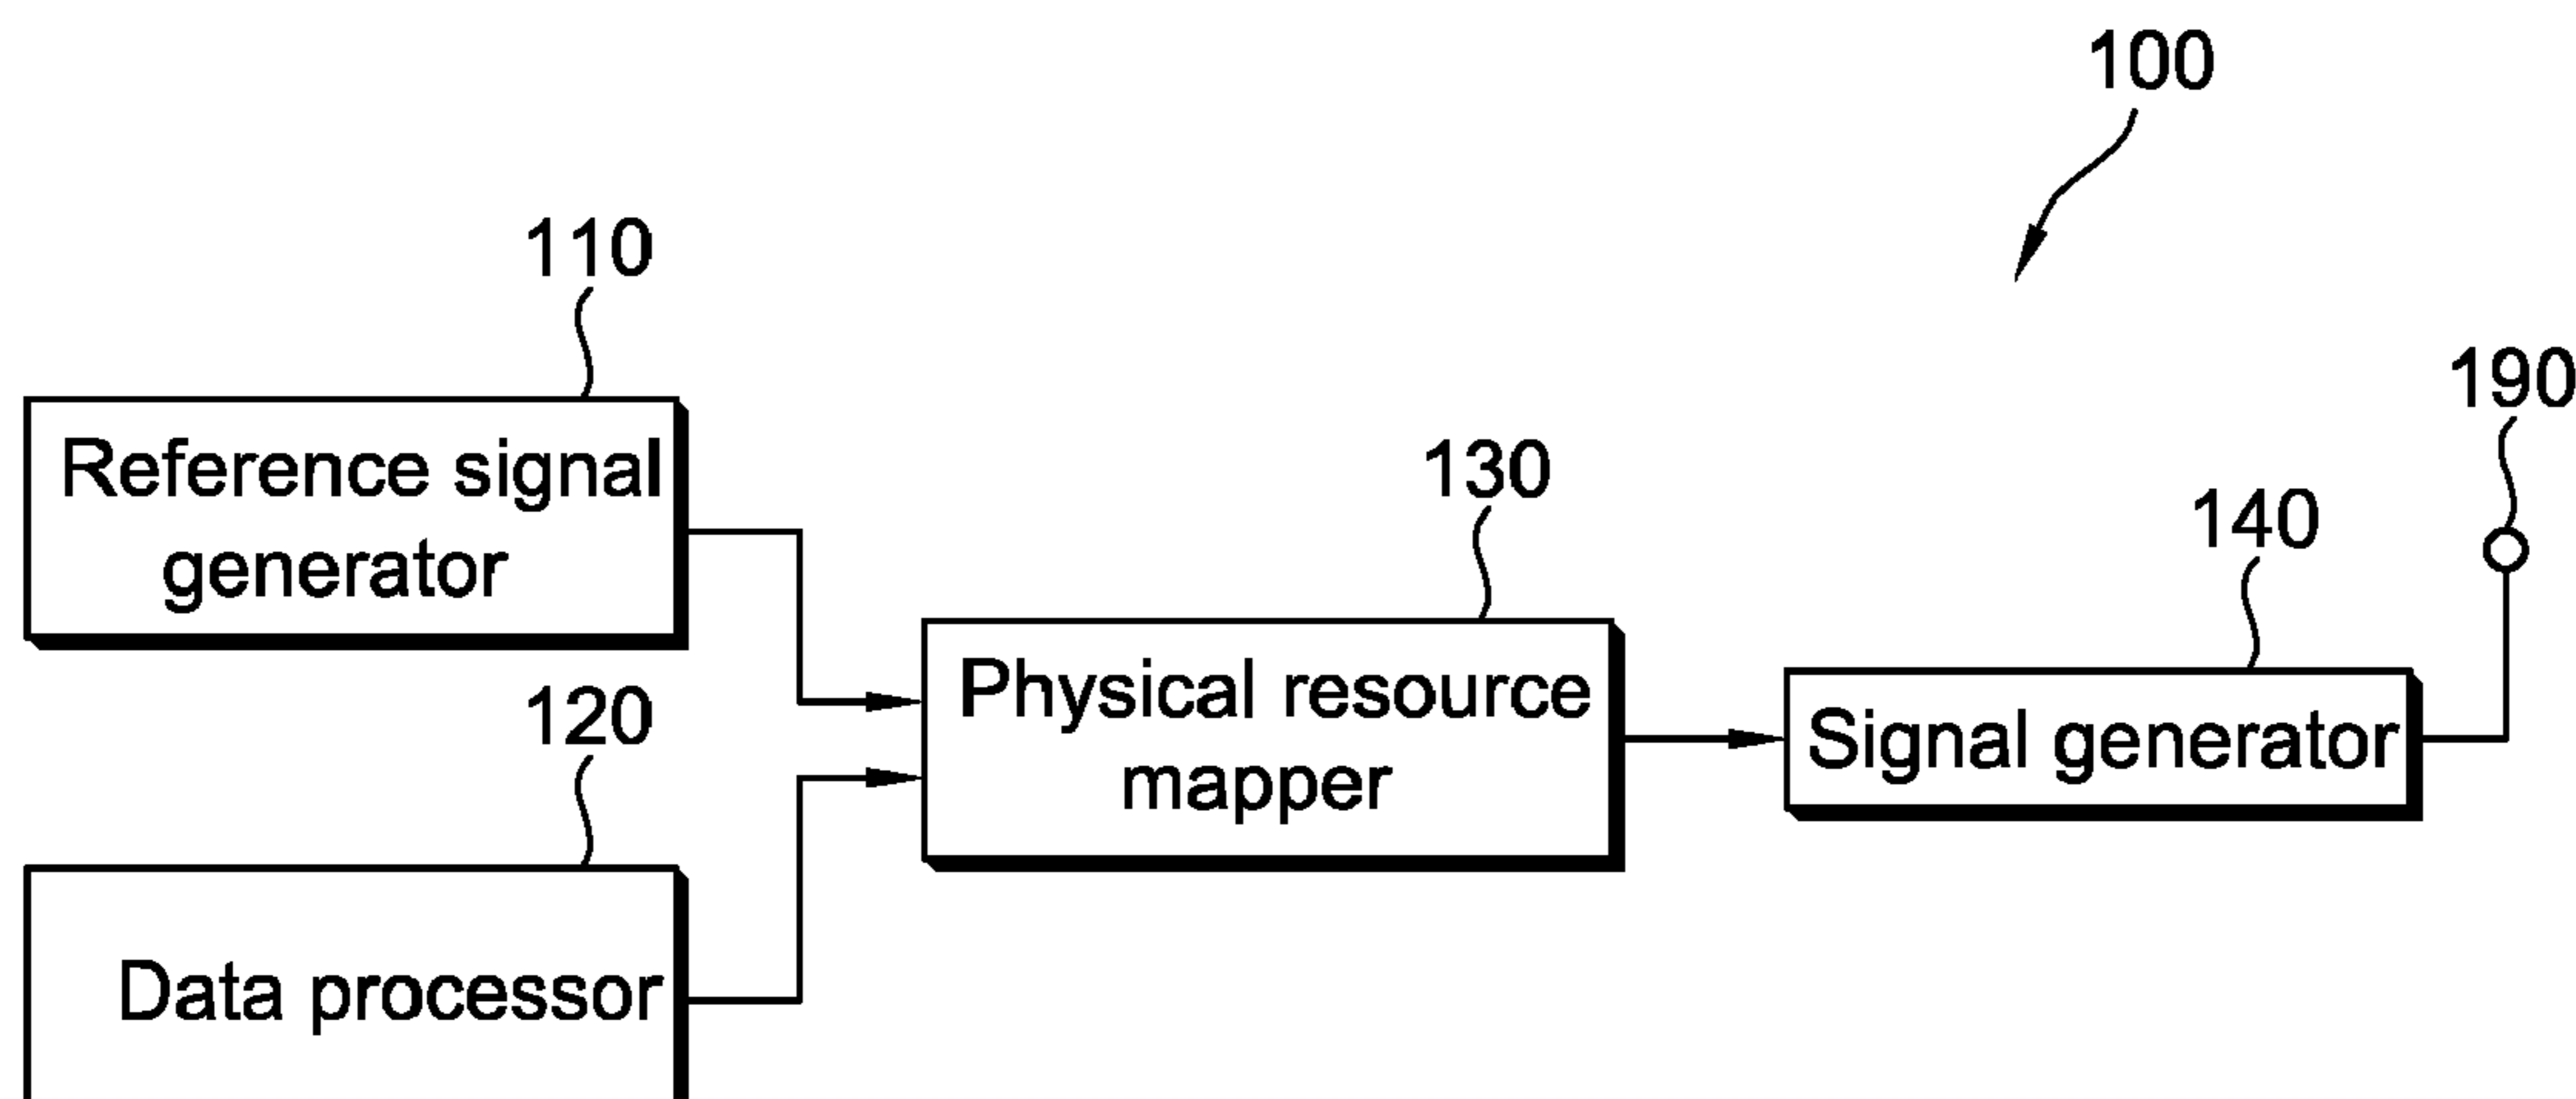 100
110
190
Reference signal
generator
130
140
120
Physical resource
mapper
Signal generator
Data processor